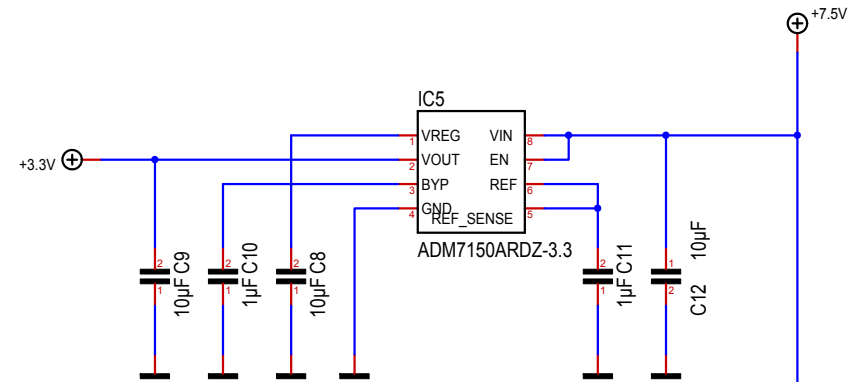 +7.5V
IC5
1 VREG VIN 8
+3.3V
2 VOUT EN 7
3 BYP REF 6
4 GND REF_SENSE 5
ADM7150ARDZ-3.3
2 1 10µF C9
2 1 1µF C10
2 1 10µF C8
2 1 1µF C11
1 2 C12 10µF